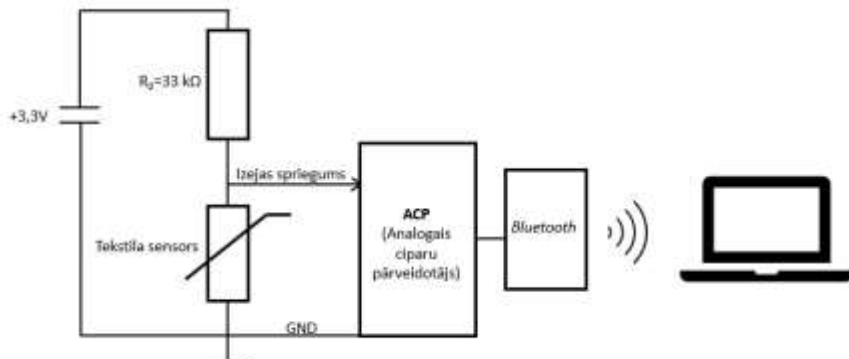 R₀=33 kΩ
+3,3V
Izejas spriegums
ACP
(Analogais
ciparu
pārveidotājs)
Bluetooth
Tekstila sensors
GND